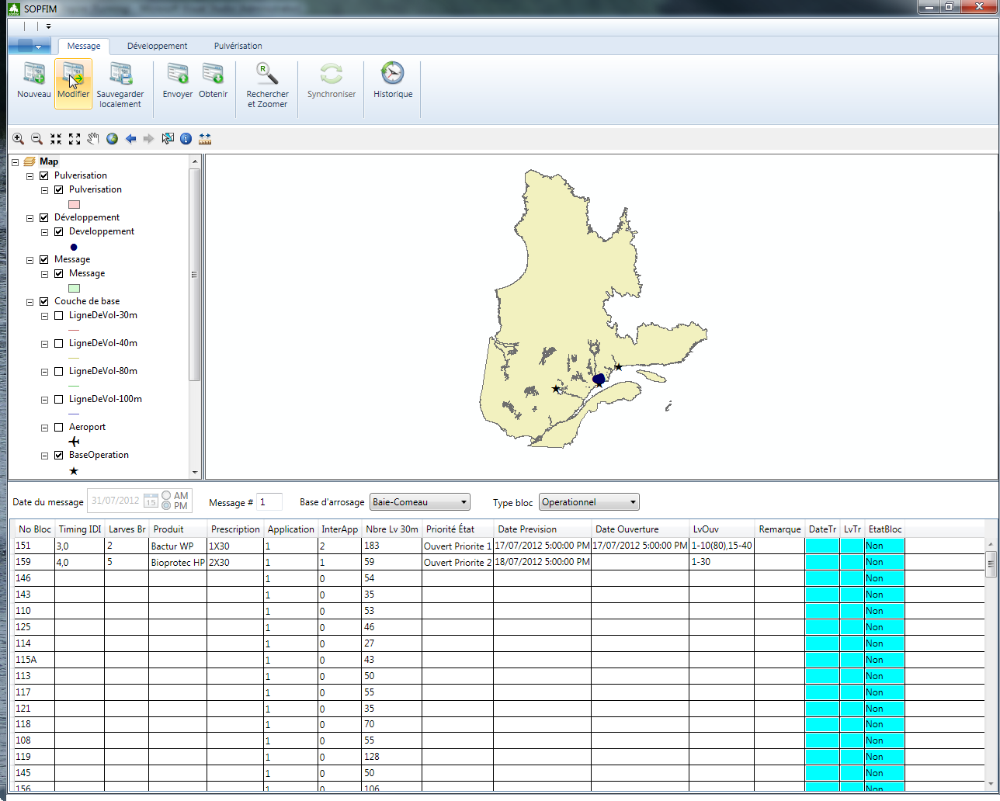 SOPFIM
Message Développement Pulvérisation
Nouveau Modifier Sauvegarder localement Envoyer Obtenir Rechercher et Zoomer Synchroniser Historique
Map
Pulverisation
Pulverisation
Développement
Developpement
Message
Message
Couche de base
LigneDeVol-30m
LigneDeVol-40m
LigneDeVol-80m
LigneDeVol-100m
Aeroport
BaseOperation
Date du message 31/07/2012 15 AM PM Message # 1 Base d'arrosage Baie-Comeau Type bloc Operationnel
No Bloc Timing IDI Larves Br Produit Prescription Application InterApp Nbre Lv 30m Priorité État Date Prevision Date Ouverture LvOuv Remarque DateTr LvTr EtatBloc
151 3,0 2 Bactur WP 1X30 1 2 183 Ouvert Priorite 1 17/07/2012 5:00:00 PM 17/07/2012 5:00:00 PM 1-10(80),15-40 Non
159 4,0 5 Bioprotec HP 2X30 1 1 59 Ouvert Priorite 2 18/07/2012 5:00:00 PM 1-30 Non
146 1 0 54 Non
143 1 0 35 Non
110 1 0 53 Non
125 1 0 46 Non
114 1 0 27 Non
115A 1 0 43 Non
113 1 0 50 Non
117 1 0 55 Non
121 1 0 35 Non
118 1 0 70 Non
108 1 0 55 Non
119 1 0 128 Non
145 1 0 50 Non
156 1 0 106 Non